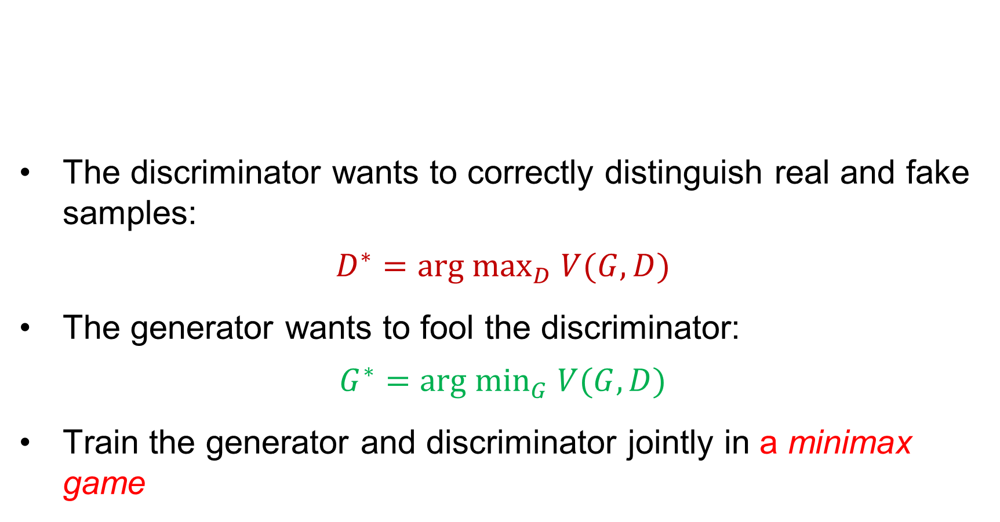 • The discriminator wants to correctly distinguish real and fake
samples:
D* = arg max_D V(G, D)
• The generator wants to fool the discriminator:
G* = arg min_G V(G, D)
• Train the generator and discriminator jointly in a minimax
game